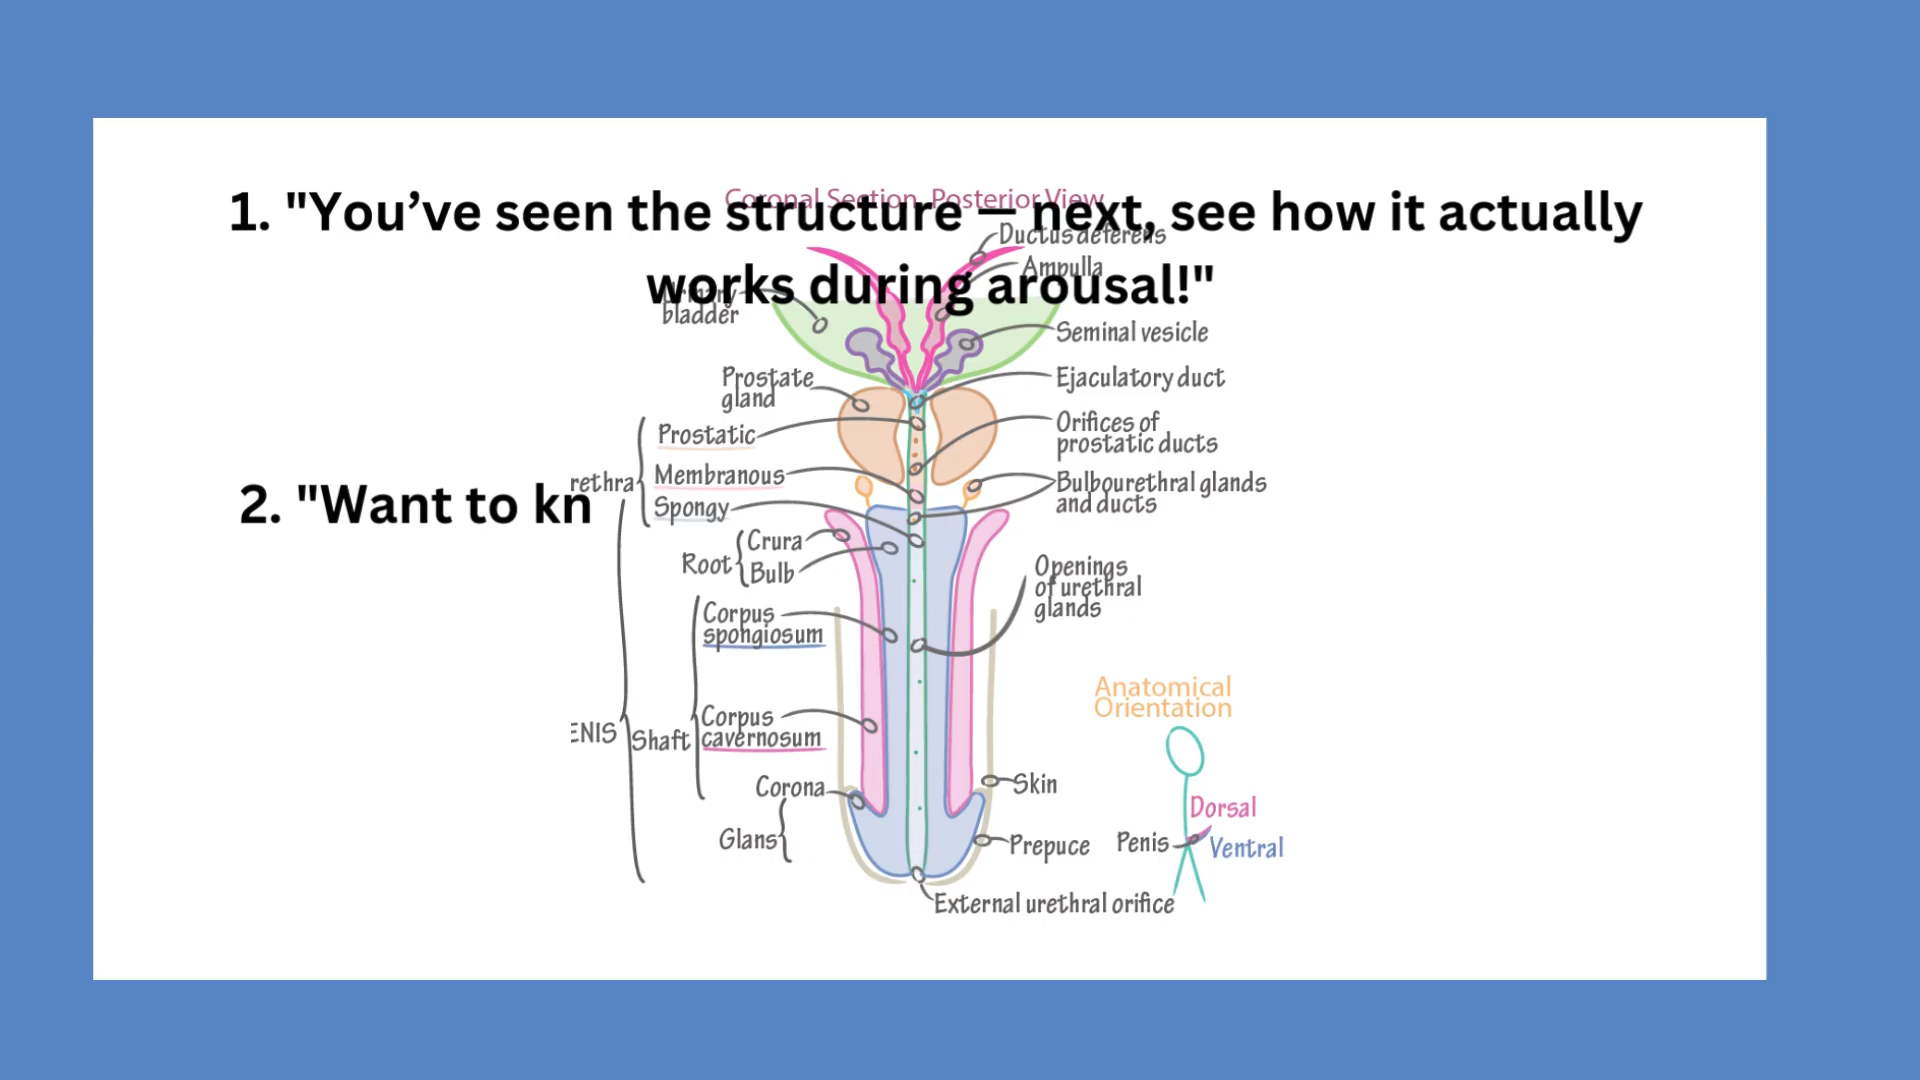 Coronal Section, Posterior View
1. "You’ve seen the structure — next, see how it actually
works during arousal!"
Ductus deferens
Ampulla
Urinary
bladder
Seminal vesicle
Prostate
gland
Ejaculatory duct
Orifices of
prostatic ducts
Prostatic
Membranous
Spongy
rethra
2. "Want to kn
Bulbourethral glands
and ducts
Root
Crura
Bulb
Openings
of urethral
glands
Corpus
spongiosum
ENIS
Shaft
Corpus
cavernosum
Corona
Glans
Skin
Prepuce
External urethral orifice
Anatomical
Orientation
Dorsal
Penis
Ventral